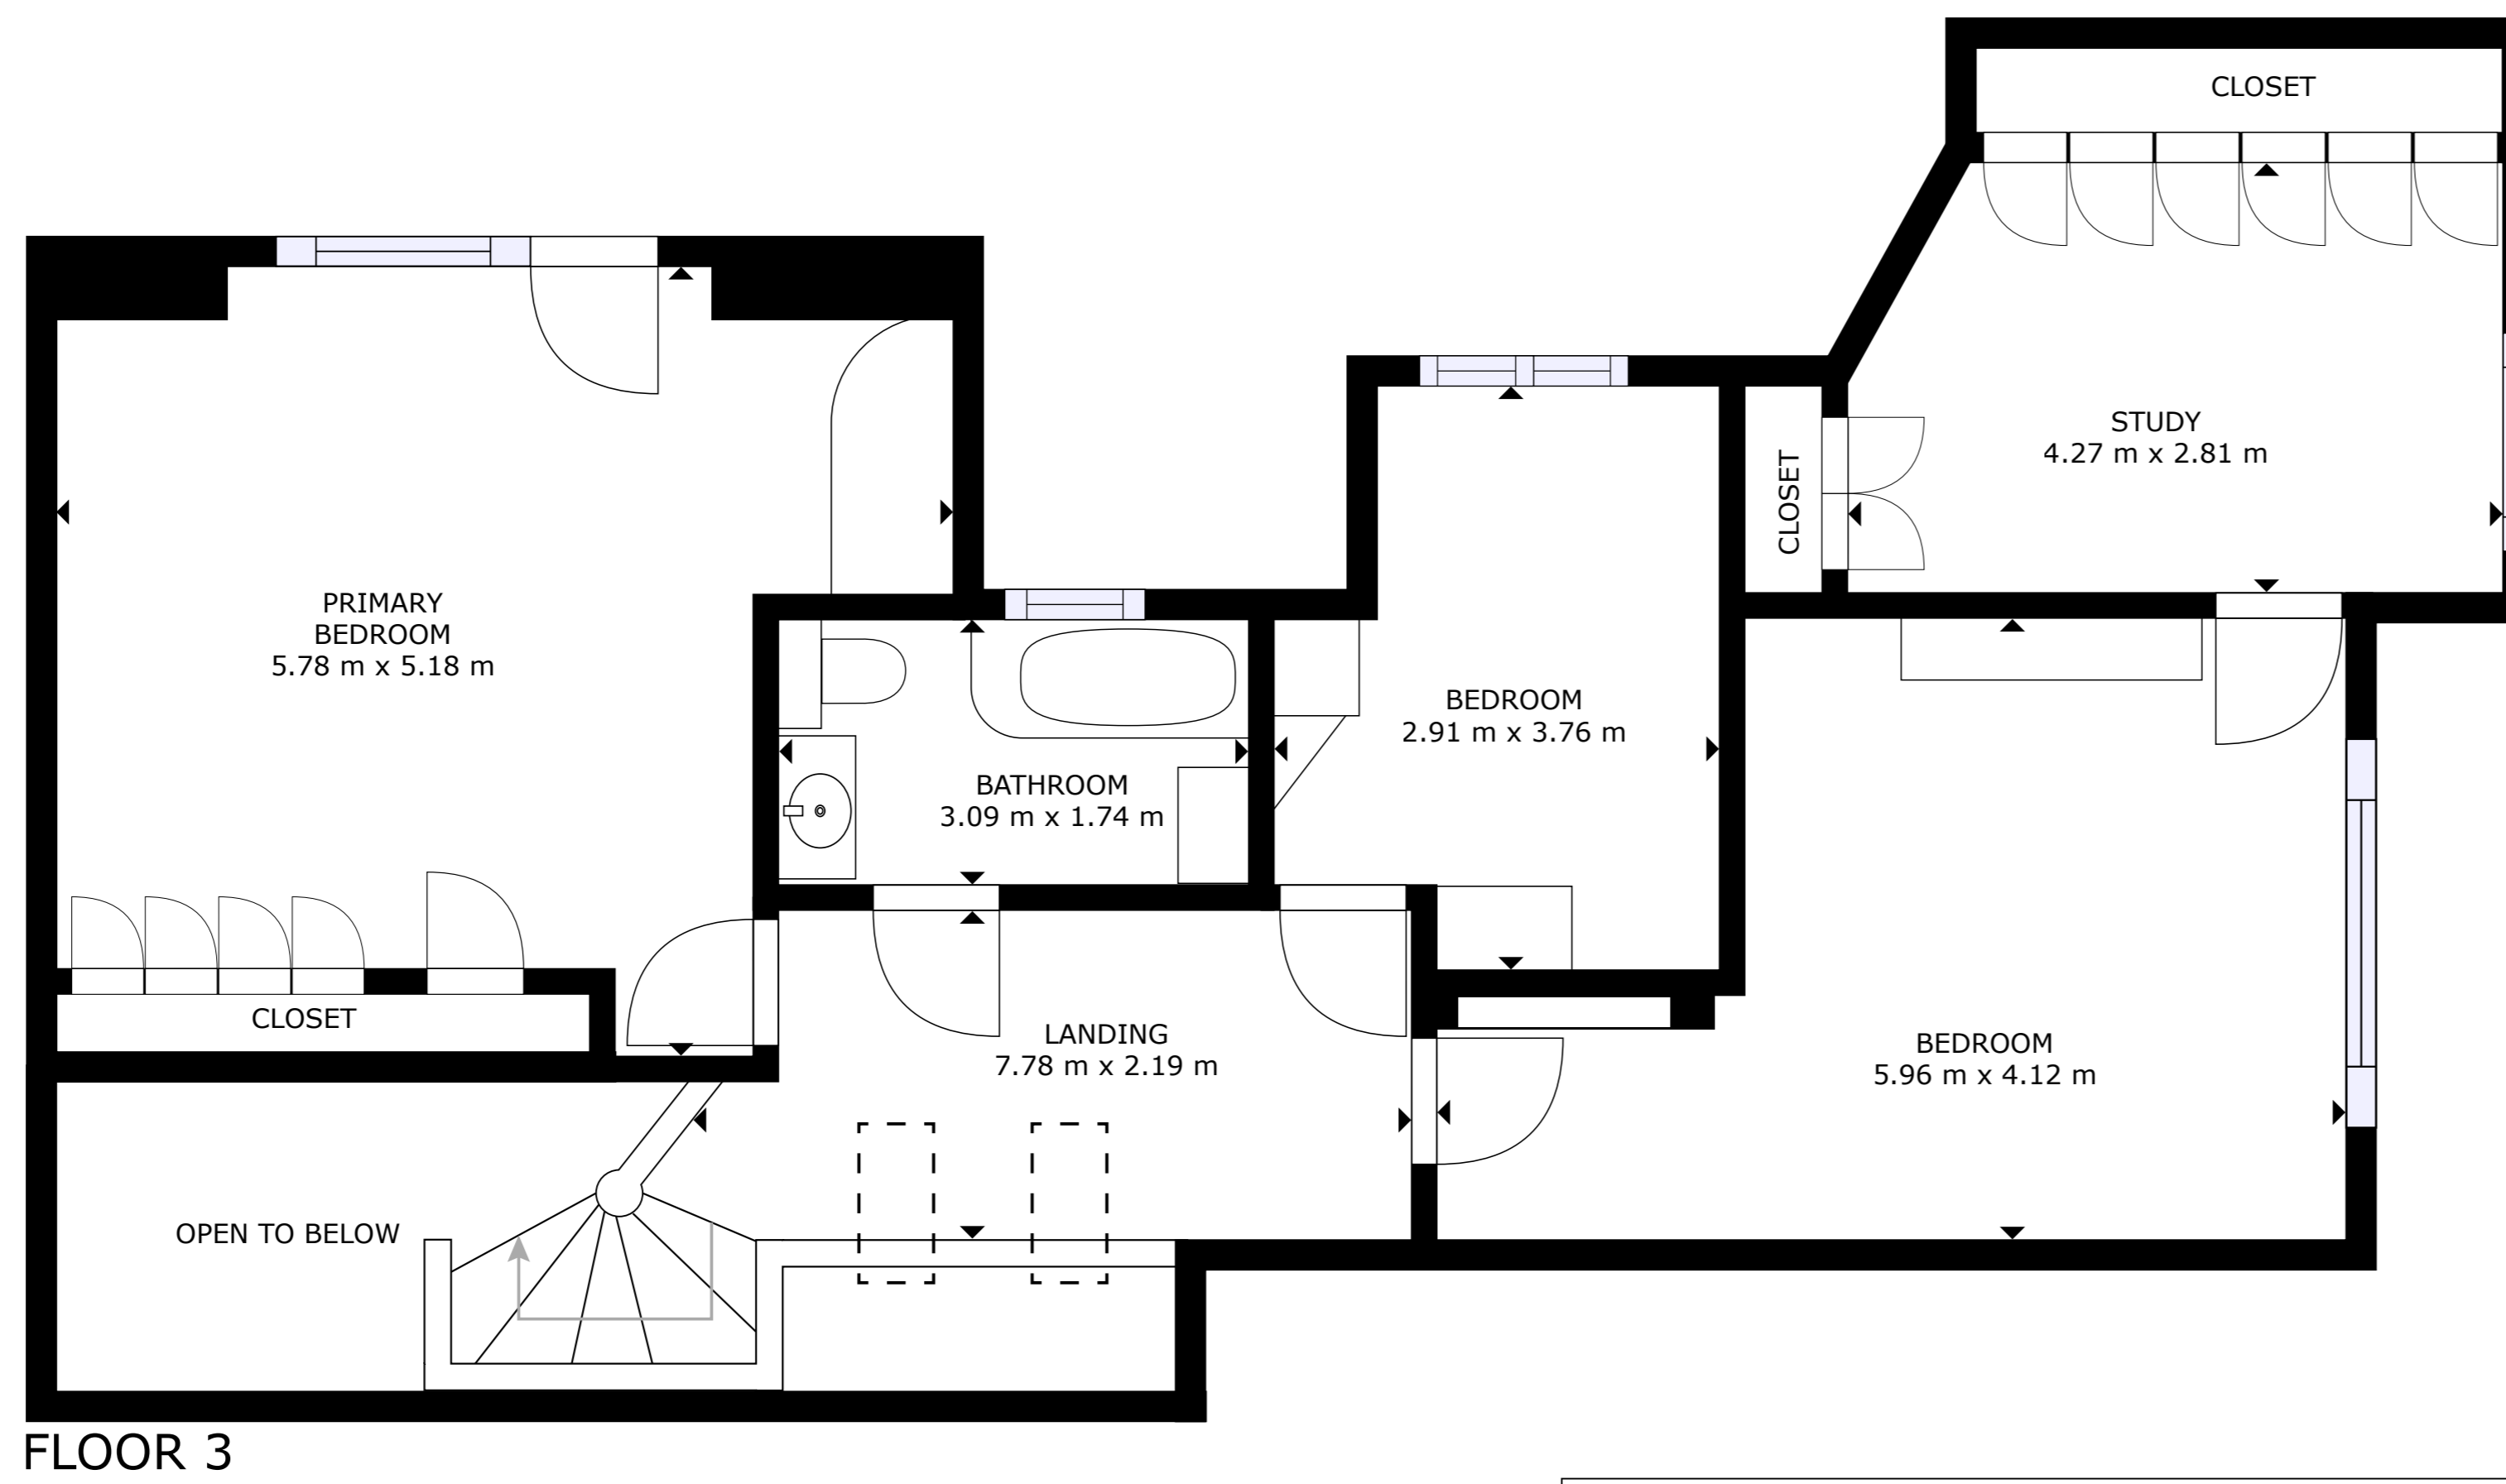 CLOSET
STUDY
4.27 m x 2.81 m
CLOSET
PRIMARY
BEDROOM
5.78 m x 5.18 m
BEDROOM
2.91 m x 3.76 m
BATHROOM
3.09 m x 1.74 m
CLOSET
LANDING
7.78 m x 2.19 m
BEDROOM
5.96 m x 4.12 m
OPEN TO BELOW
FLOOR 3